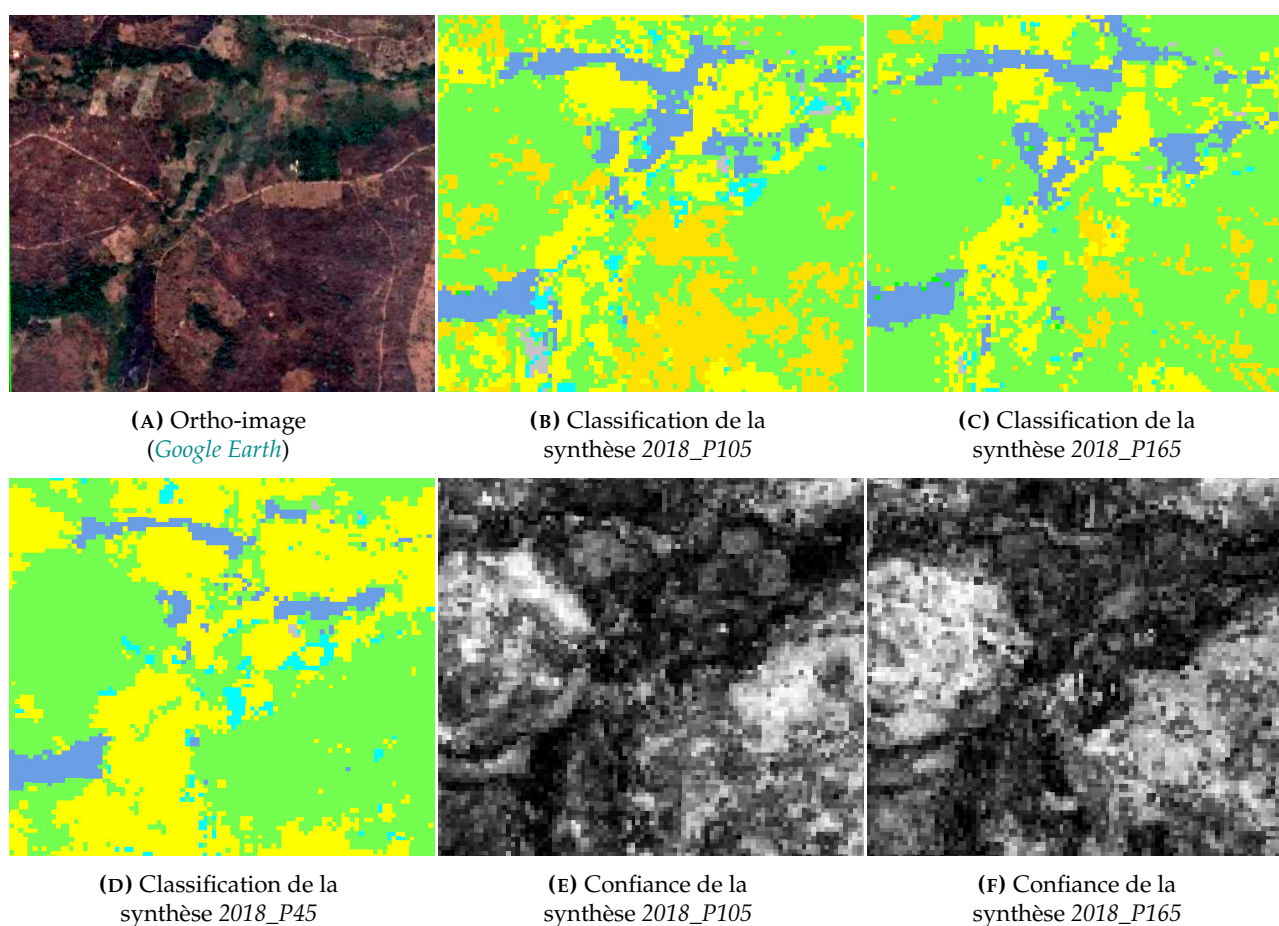 (A) Ortho-image
(Google Earth)
(B) Classification de la
synthèse 2018_P105
(C) Classification de la
synthèse 2018_P165
(D) Classification de la
synthèse 2018_P45
(E) Confiance de la
synthèse 2018_P105
(F) Confiance de la
synthèse 2018_P165